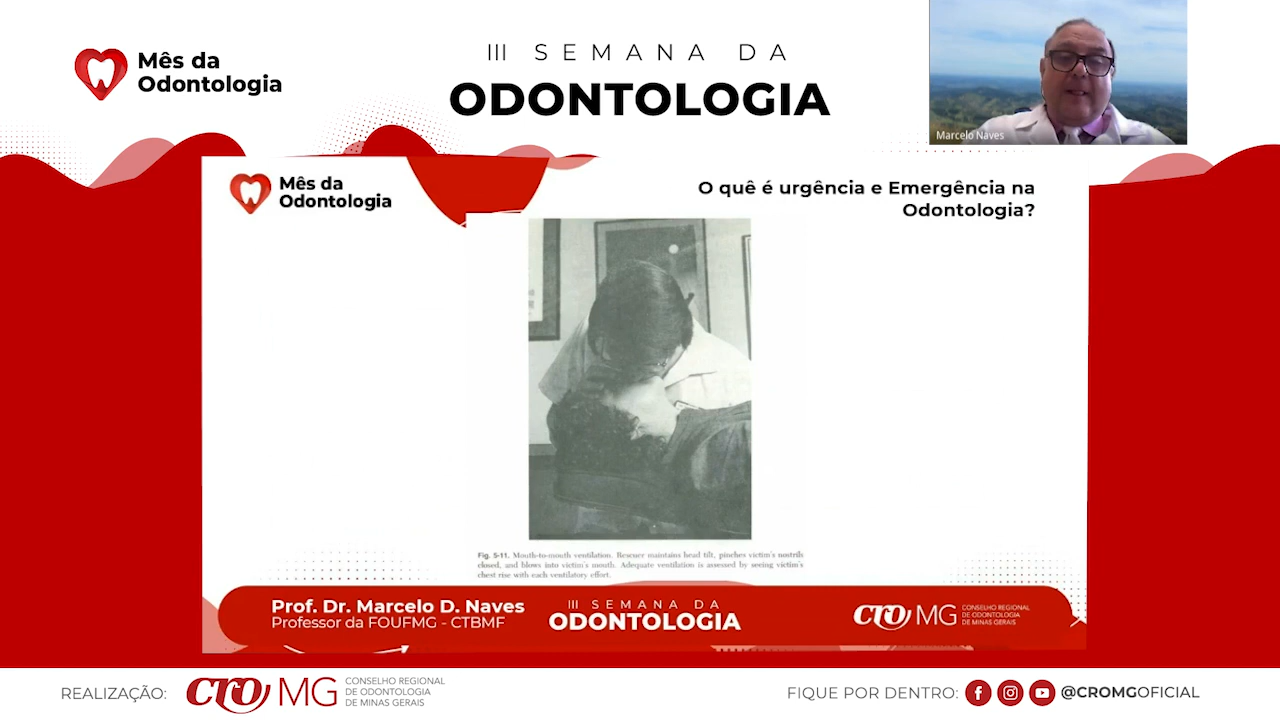 Mês da
Odontologia
III SEMANA DA
ODONTOLOGIA
Marcelo Naves
Mês da
Odontologia
O quê é urgência e Emergência na
Odontologia?
Fig. 5-11. Mouth-to-mouth ventilation. Rescuer maintains head tilt, pinches victim's nostrils
closed, and blows into victim's mouth. Adequate ventilation is assessed by seeing victim's
chest rise with each ventilatory effort.
Prof. Dr. Marcelo D. Naves
Professor da FOUFMG - CTBMF
III SEMANA DA
ODONTOLOGIA
CRO MG
CONSELHO REGIONAL
DE ODONTOLOGIA
DE MINAS GERAIS
REALIZAÇÃO:
CRO MG
CONSELHO REGIONAL
DE ODONTOLOGIA
DE MINAS GERAIS
FIQUE POR DENTRO:
@CROMGOFICIAL